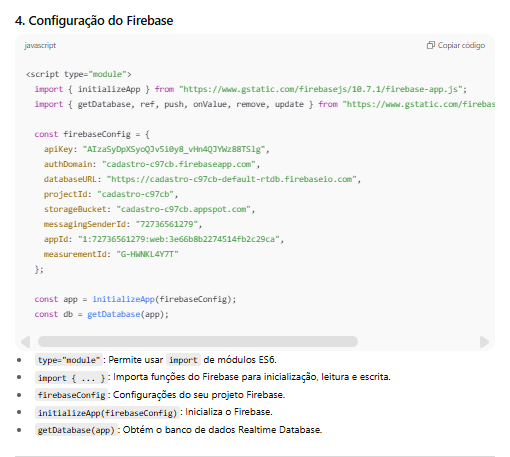 4. Configuração do Firebase
javascript
Copiar código
<script type="module">
import { initializeApp } from "https://www.gstatic.com/firebasejs/10.7.1/firebase-app.js";
import { getDatabase, ref, push, onValue, remove, update } from "https://www.gstatic.com/firebas
const firebaseConfig = {
apiKey: "AIzaSyDpXSyoQJv5i0y8_vHn4QJYWz88TSlg",
authDomain: "cadastro-c97cb.firebaseapp.com",
databaseURL: "https://cadastro-c97cb-default-rtdb.firebaseio.com",
projectId: "cadastro-c97cb",
storageBucket: "cadastro-c97cb.appspot.com",
messagingSenderId: "72736561279",
appId: "1:72736561279:web:3e66b8b2274514fb2c29ca",
measurementId: "G-HWNKL4Y7T"
};
const app = initializeApp(firebaseConfig);
const db = getDatabase(app);
type="module": Permite usar import de módulos ES6.
import { ... }: Importa funções do Firebase para inicialização, leitura e escrita.
firebaseConfig: Configurações do seu projeto Firebase.
initializeApp(firebaseConfig): Inicializa o Firebase.
getDatabase(app): Obtém o banco de dados Realtime Database.